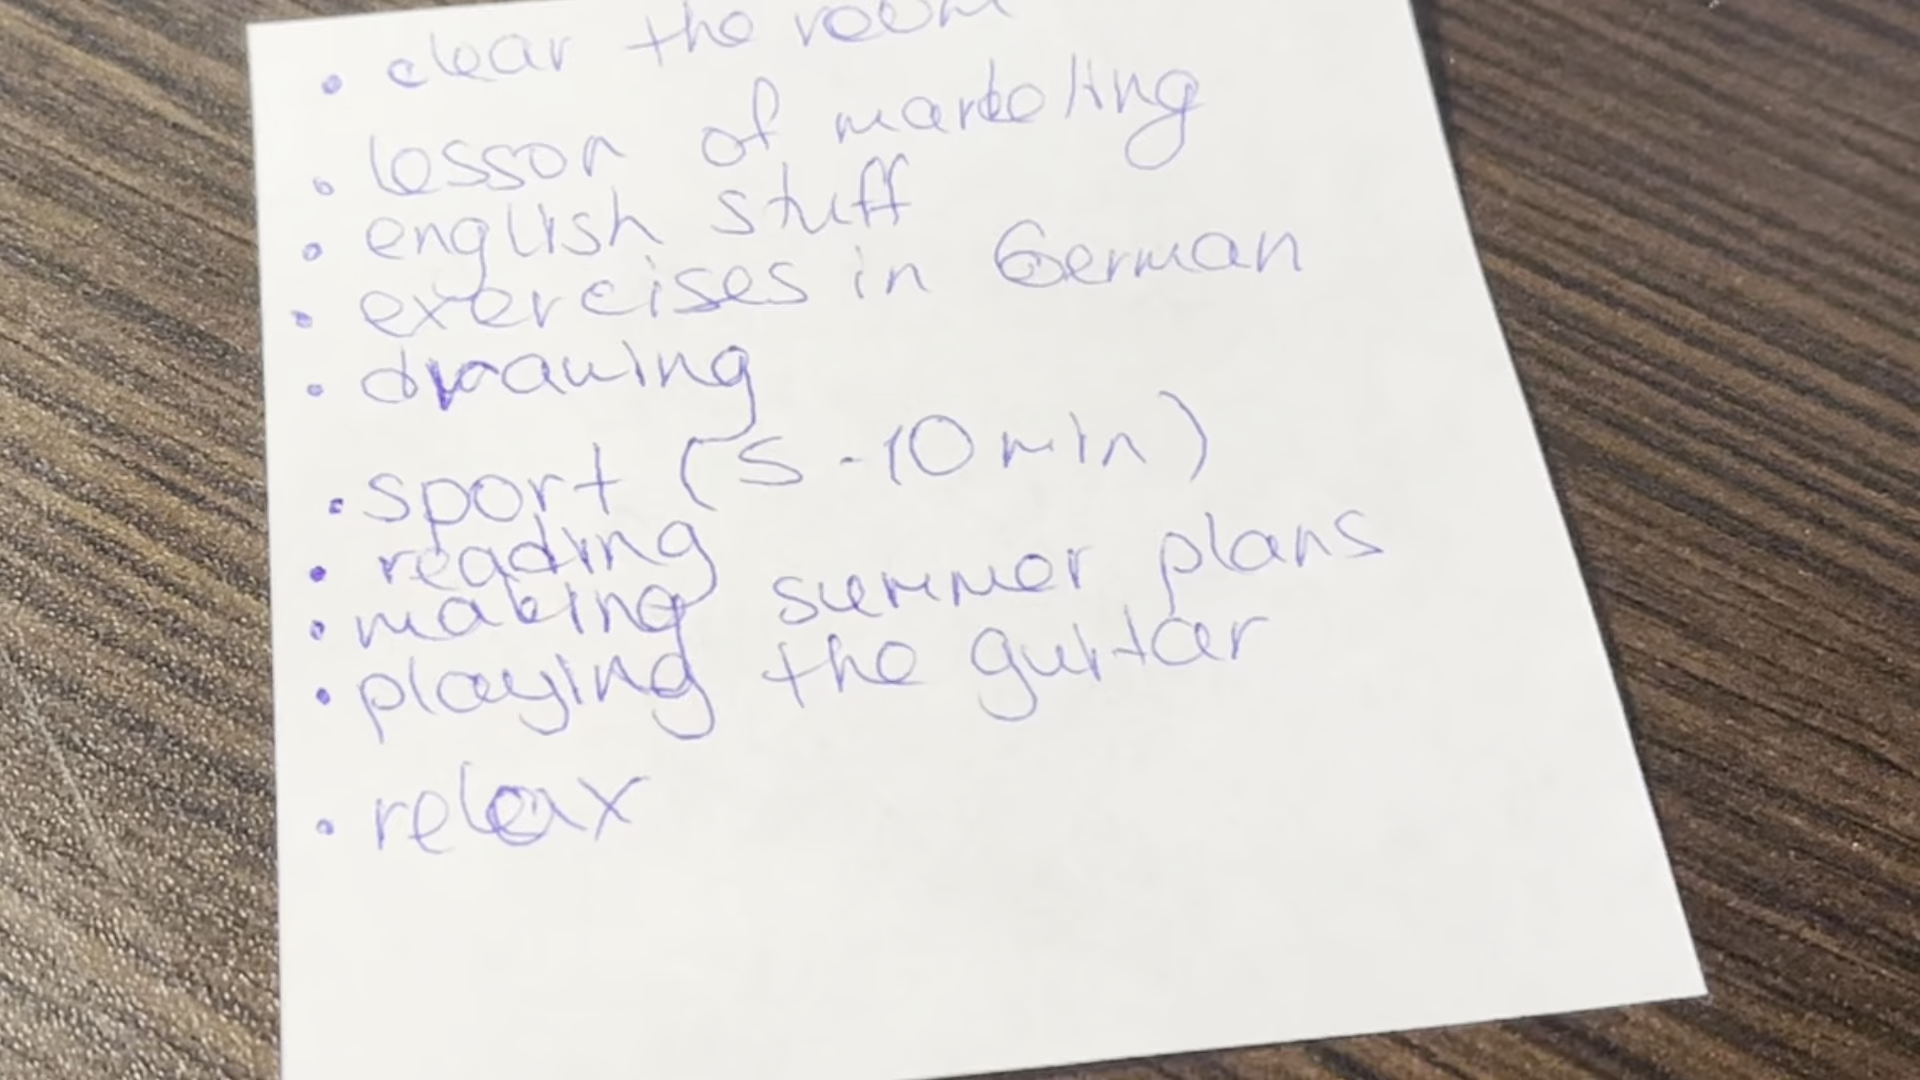 • clear the room
• lesson of marketing
• english stuff
• exercises in German
• drawing
• sport (5-10 min)
• reading
• making summer plans
• playing the guitar
• relax